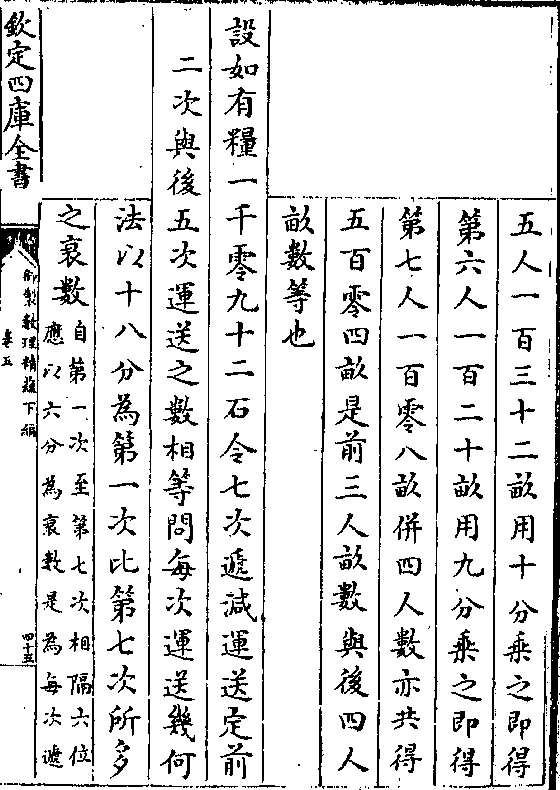 五人一百三十二畝用十分乘之即得
第六人一百二十畝用九分乘之即得
第七人一百零八畝併四人數亦共得
五百零四畝是前三人畝數與後四人
畝數等也
設如有糧一千零九十二石令七次遞減運送定前
二次與後五次運送之數相等問每次運送幾何
法以十八分為第一次比第七次所多
之衰數自第一次至第七次相隔六位
應以六分為衰數是為每次遞
欽定四庫全書
御製數理精蘊下編
卷五
四十五